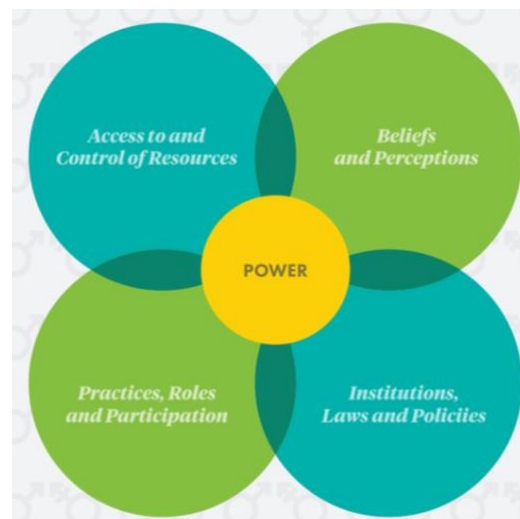 Access to and
Control of Resources
Beliefs
and Perceptions
POWER
Practices, Roles
and Participation
Institutions,
Laws and Policiies